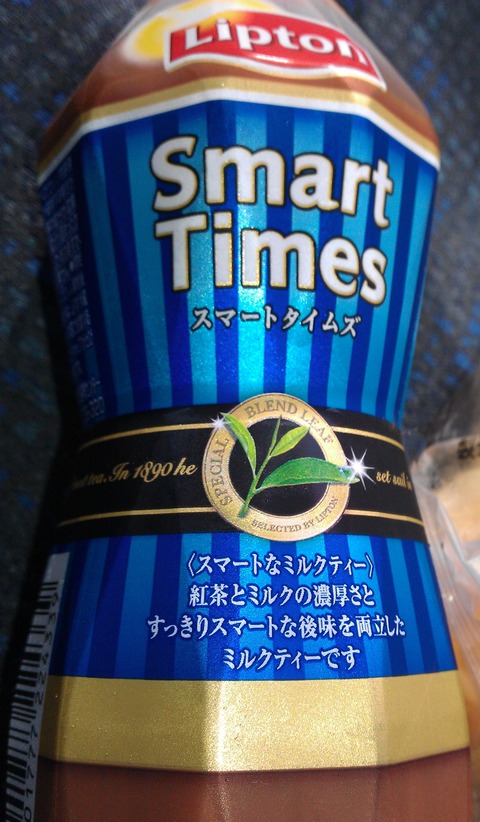 Lipton
Smart
Times
スマートタイムズ
tea. In 1890 he
set sail
SPECIAL BLEND LEAF
SELECTED BY LIPTON
〈スマートなミルクティー〉
紅茶とミルクの濃厚さと
すっきりスマートな後味を両立した
ミルクティーです